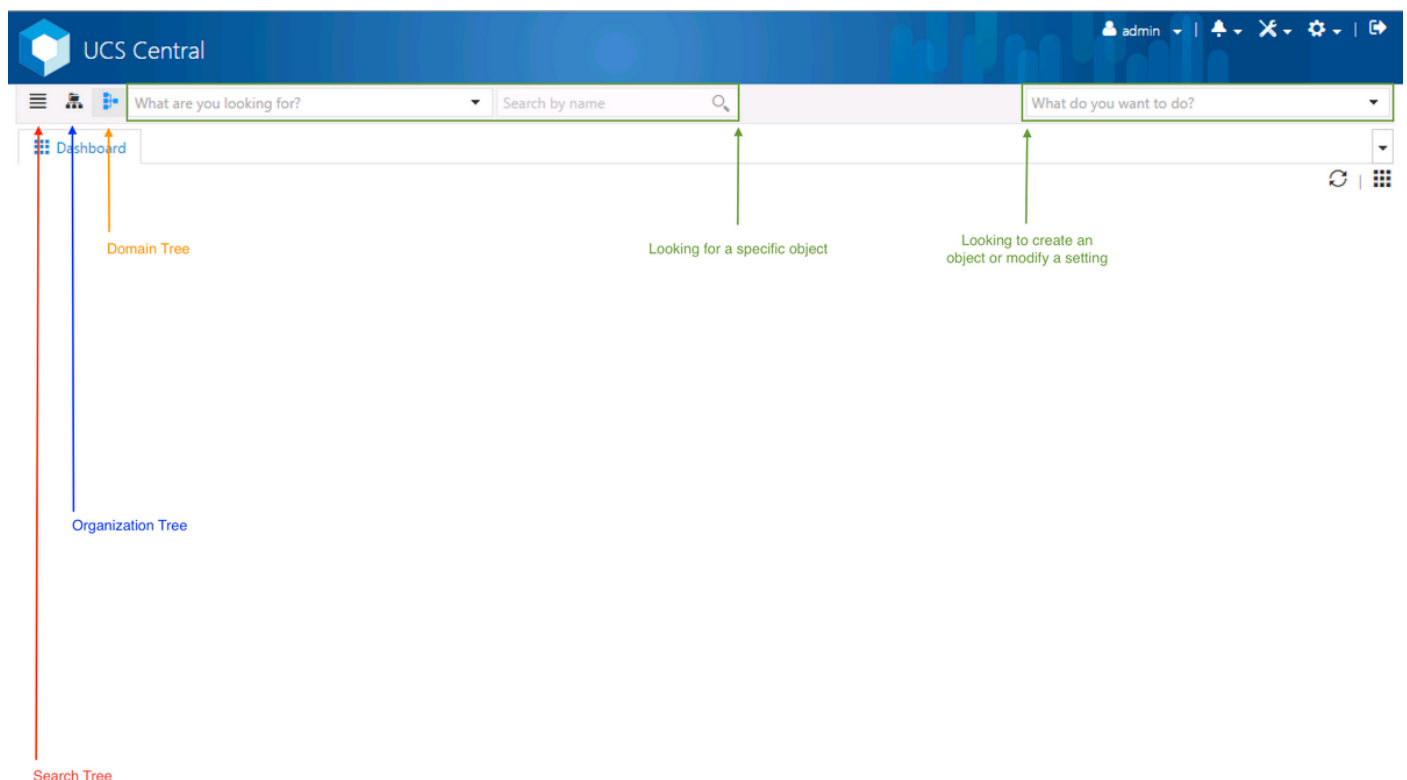 UCS Central
admin
What are you looking for?
Search by name
What do you want to do?
Dashboard
Domain Tree
Looking for a specific object
Looking to create an
object or modify a setting
Organization Tree
Search Tree